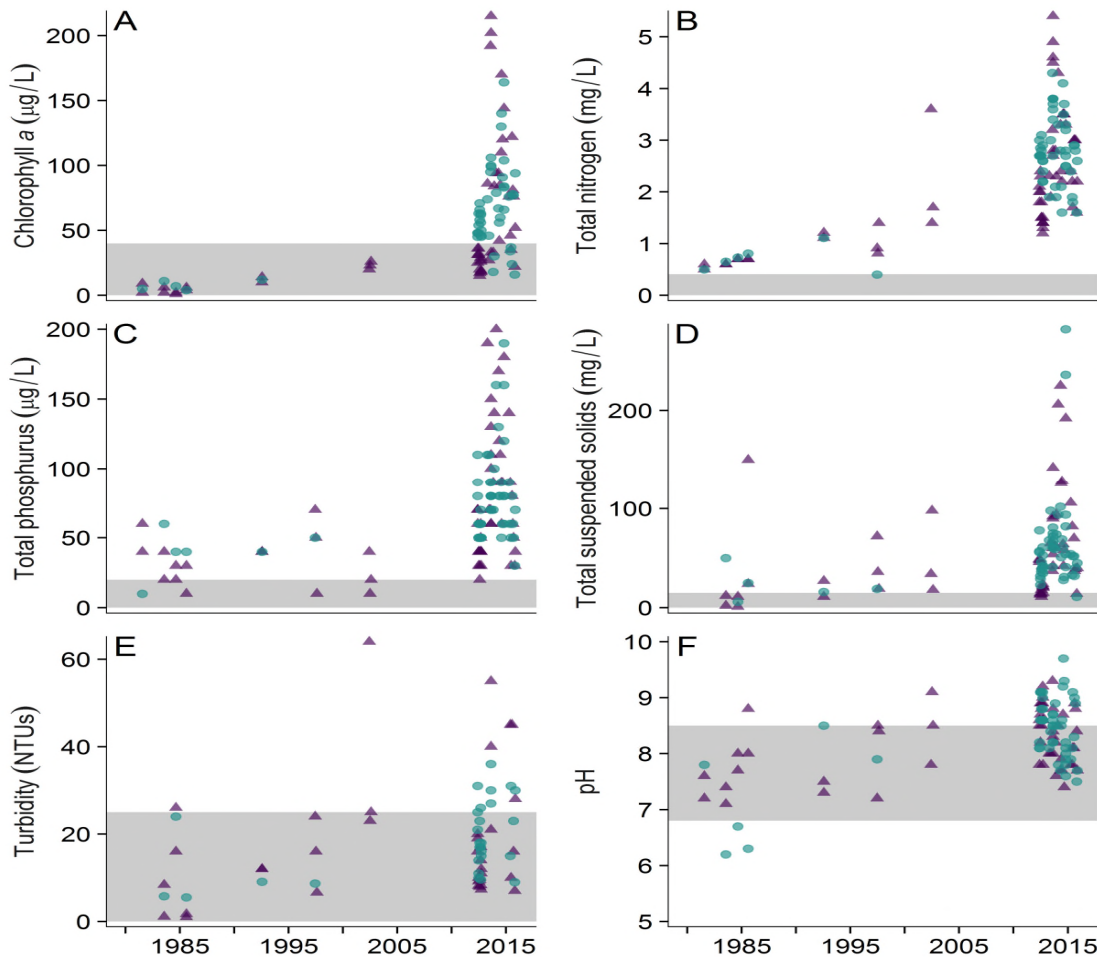 A
Chlorophyll a (µg/L)
200
150
100
50
0
B
Total nitrogen (mg/L)
5
4
3
2
1
0
C
Total phosphurus (µg/L)
200
150
100
50
0
D
Total suspended solids (mg/L)
200
100
0
E
Turbidity (NTUs)
60
40
20
0
1985 1995 2005 2015
F
pH
10
9
8
7
6
5
1985 1995 2005 2015